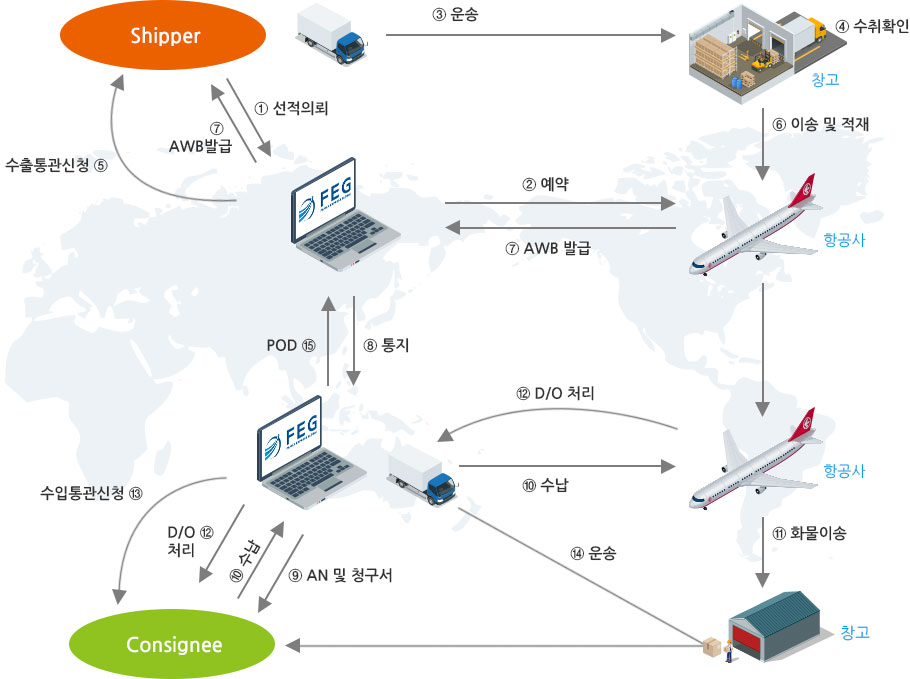 Shipper
③ 운송
④ 수취확인
창고
① 선적의뢰
⑦
AWB발급
수출통관신청 ⑤
⑥ 이송 및 적재
FEG
② 예약
⑦ AWB 발급
항공사
POD ⑮
⑧ 통지
⑫ D/O 처리
FEG
⑩ 수납
항공사
수입통관신청 ⑬
D/O ⑫
처리
⑩ 수납
⑨ AN 및 청구서
⑭ 운송
⑪ 화물이송
창고
Consignee